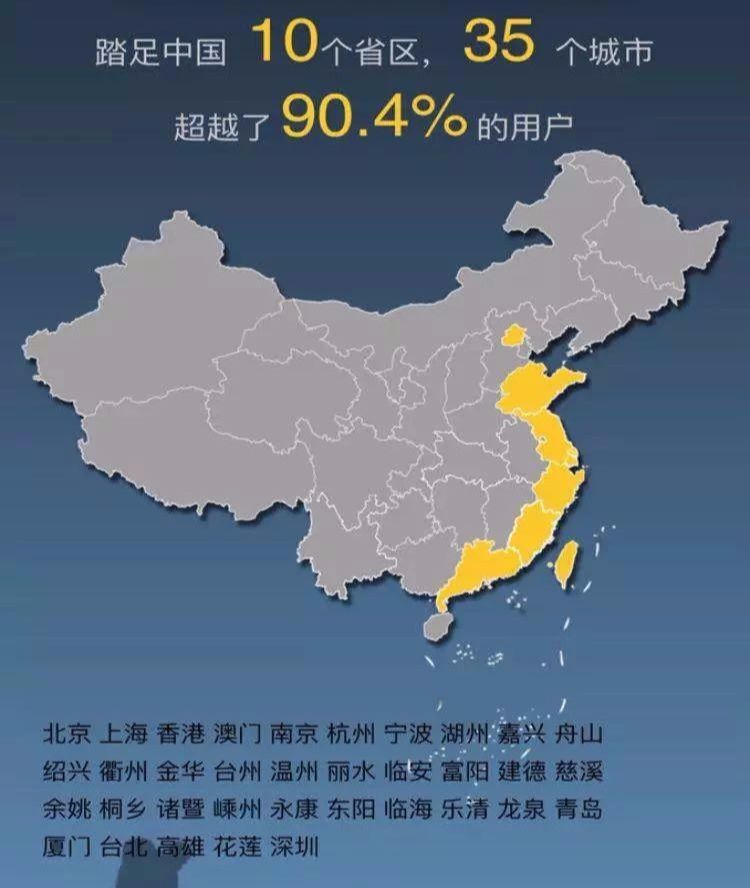 踏足中国 10个省区，35 个城市
超越了 90.4% 的用户
北京 上海 香港 澳门 南京 杭州 宁波 湖州 嘉兴 舟山
绍兴 衢州 金华 台州 温州 丽水 临安 富阳 建德 慈溪
余姚 桐乡 诸暨 嵊州 永康 东阳 临海 乐清 龙泉 青岛
厦门 台北 高雄 花莲 深圳